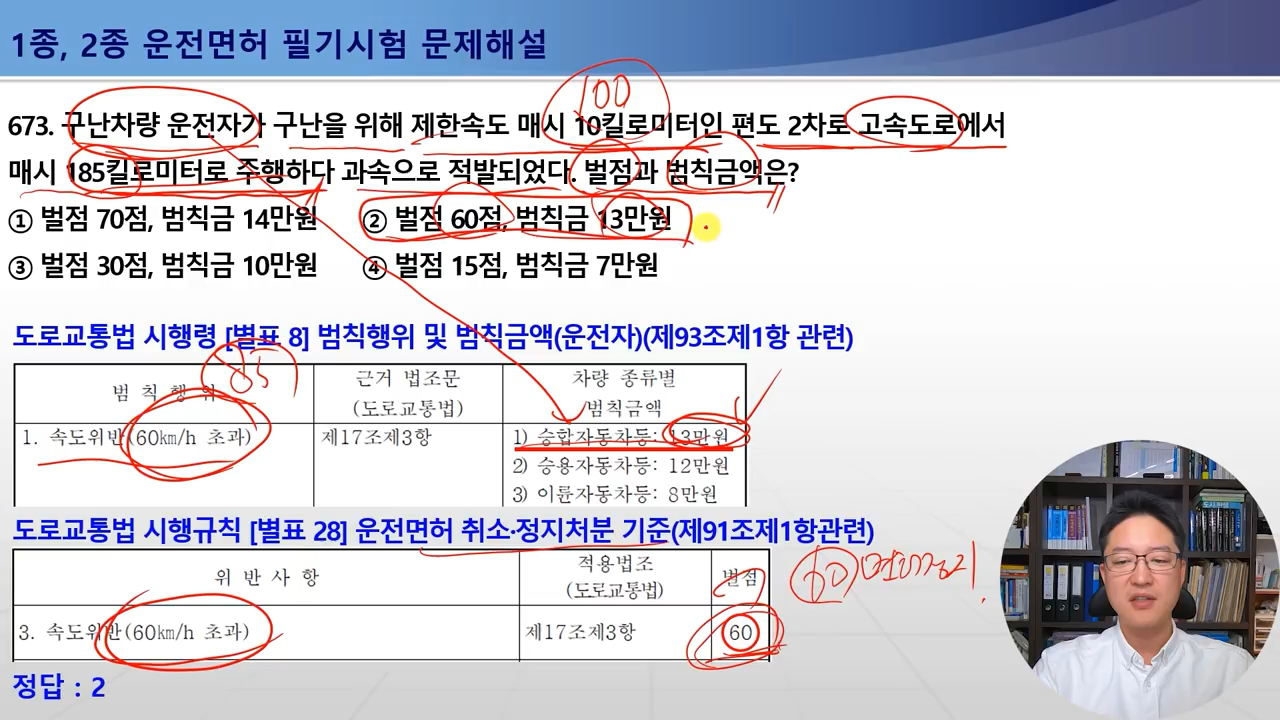 1종, 2종 운전면허 필기시험 문제해설
100
673. 구난차량 운전자가 구난을 위해 제한속도 매시 10킬로미터인 편도 2차로 고속도로에서
매시 185킬로미터로 주행하다 과속으로 적발되었다. 벌점과 범칙금액은?
① 벌점 70점, 범칙금 14만원 ② 벌점 60점, 범칙금 13만원
③ 벌점 30점, 범칙금 10만원 ④ 벌점 15점, 범칙금 7만원
도로교통법 시행령 [별표 8] 범칙행위 및 범칙금액(운전자)(제93조제1항 관련)
85
범 칙 행 위 근거 법조문 차량 종류별
(도로교통법) 범칙금액
1. 속도위반(60㎞/h 초과) 제17조제3항 1) 승합자동차등: 13만원
2) 승용자동차등: 12만원
3) 이륜자동차등: 8만원
도로교통법 시행규칙 [별표 28] 운전면허 취소·정지처분 기준(제91조제1항관련)
위 반 사 항 적용법조 벌점
(도로교통법)
60 면허정지
3. 속도위반(60㎞/h 초과) 제17조제3항 60
정답 : 2